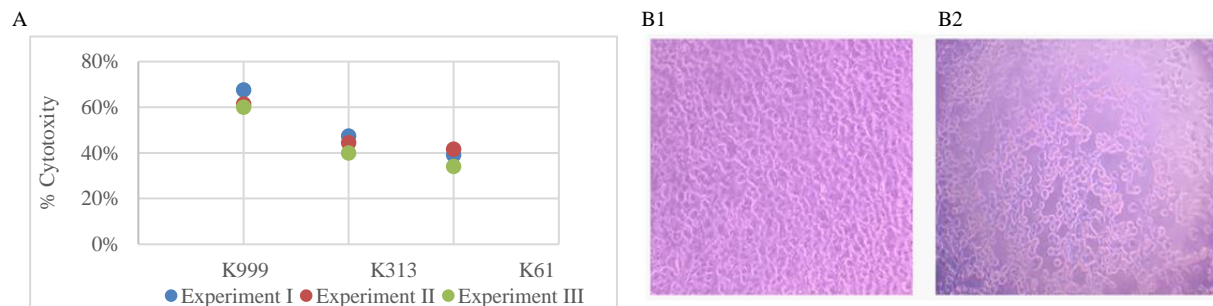 A
B1
B2
80%
60%
40%
20%
0%
% Cytotoxity
K999
K313
K61
Experiment I
Experiment II
Experiment III